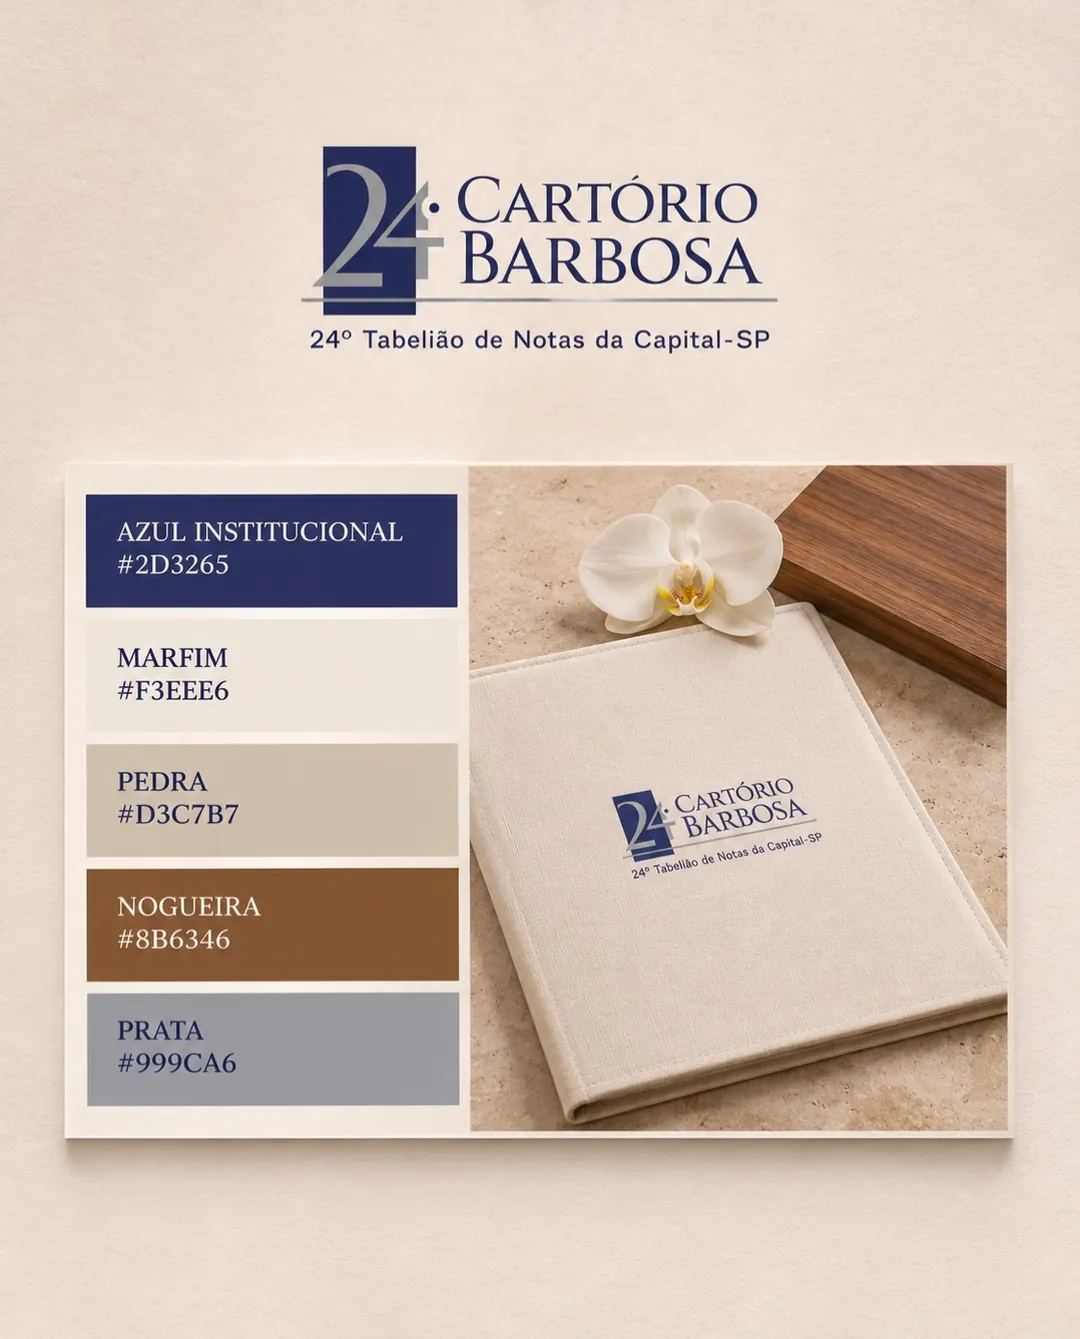 24
CARTÓRIO
BARBOSA
24º Tabelião de Notas da Capital-SP
AZUL INSTITUCIONAL
#2D3265
MARFIM
#F3EEE6
PEDRA
#D3C7B7
NOGUEIRA
#8B6346
PRATA
#999CA6
24
CARTÓRIO
BARBOSA
24º Tabelião de Notas da Capital-SP